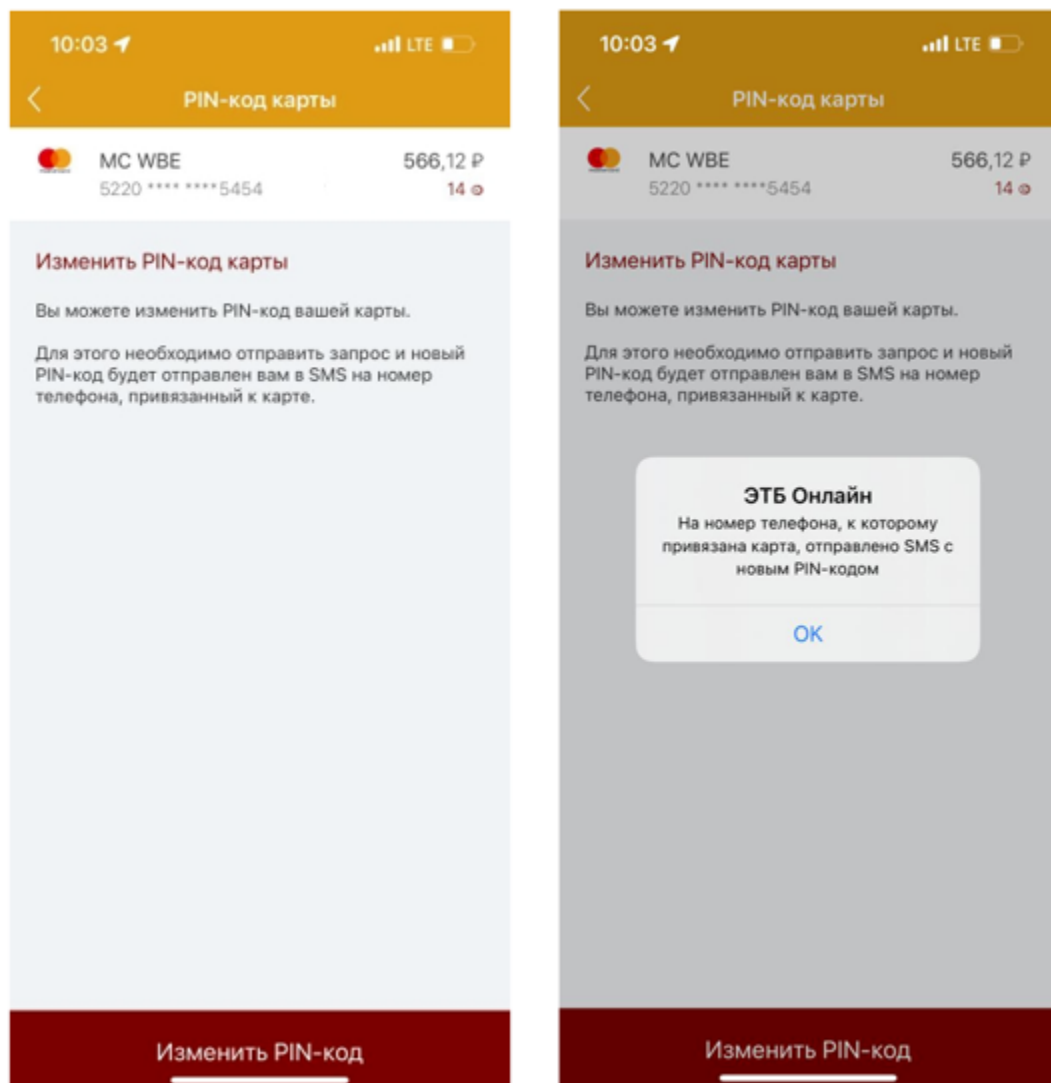 10:03
LTE
PIN-код карты
MC WBE
566,12 ₽
5220 **** ****5454
14
Изменить PIN-код карты
Вы можете изменить PIN-код вашей карты.
Для этого необходимо отправить запрос и новый
PIN-код будет отправлен вам в SMS на номер
телефона, привязанный к карте.
Изменить PIN-код
10:03
LTE
PIN-код карты
MC WBE
566,12 ₽
5220 **** ****5454
14
Изменить PIN-код карты
Вы можете изменить PIN-код вашей карты.
Для этого необходимо отправить запрос и новый
PIN-код будет отправлен вам в SMS на номер
телефона, привязанный к карте.
ЭТБ Онлайн
На номер телефона, к которому
привязана карта, отправлено SMS с
новым PIN-кодом
OK
Изменить PIN-код